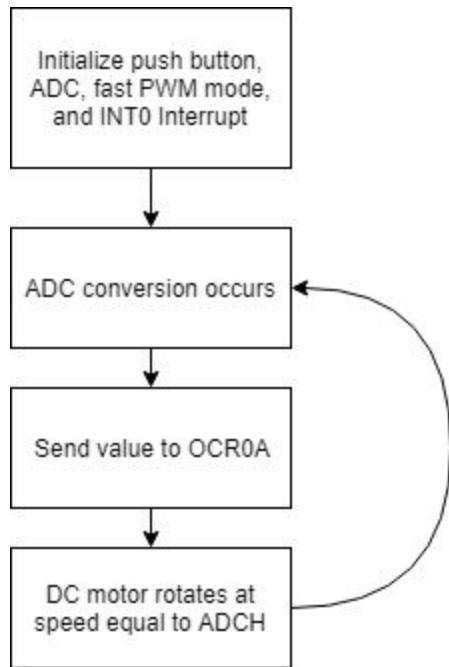 Initialize push button,
ADC, fast PWM mode,
and INT0 Interrupt
ADC conversion occurs
Send value to OCR0A
DC motor rotates at
speed equal to ADCH